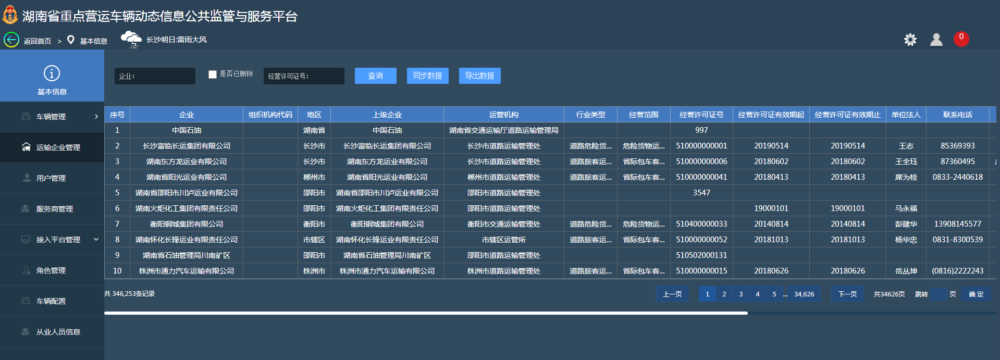 湖南省重点营运车辆动态信息公共监管与服务平台
返回首页 > 基本信息 长沙明日:雷雨大风 0
基本信息
车辆管理
运输企业管理
用户管理
服务商管理
接入平台管理
角色管理
车辆配置
从业人员信息
企业: 是否已删除 经营许可证号: 查询 同步数据 导出数据
序号 企业 组织机构代码 地区 上级企业 运管机构 行业类型 经营范围 经营许可证号 经营许可证有效期起 经营许可证有效期止 单位法人 联系电话
1 中国石油 湖南省 中国石油 湖南省交通运输厅道路运输管理局 997
2 长沙富临长运集团有限公司 长沙市 长沙富临长运集团有限公司 长沙市道路运输管理处 道路危险货... 危险货物运... 510000000001 20190514 20190514 王志 85369393
3 湖南东方龙运业有限公司 长沙市 湖南东方龙运业有限公司 长沙市道路运输管理处 道路旅客运... 省际包车客... 510000000006 20180602 20180602 王全珏 87360495
4 湖南省阳光运业有限公司 郴州市 湖南省阳光运业有限公司 郴州市道路运输管理处 道路旅客运... 省际包车客... 510000000041 20180413 20180413 席为检 0833-2440618
5 湖南省邵阳市川泸运业有限公司 邵阳市 湖南省邵阳市川泸运业有限公司 邵阳市道路运输管理处 3547
6 湖南火炬化工集团有限责任公司 邵阳市 湖南火炬化工集团有限责任公司 邵阳市道路运输管理处 19000101 19000101 马永福
7 衡阳钢城集团有限公司 衡阳市 衡阳钢城集团有限公司 衡阳市交通运输管理处 道路危险货... 危险货物运... 510400000033 20140814 20140814 彭建华 13908145577
8 湖南怀化长锋运业有限责任公司 市辖区 湖南怀化长锋运业有限责任公司 市辖区运管所 道路旅客运... 省际包车客... 510000000052 20181013 20181013 杨华忠 0831-8300539
9 湖南省石油管理局川南矿区 邵阳市 湖南省石油管理局川南矿区 邵阳市道路运输管理处 510502000131
10 株洲市通力汽车运输有限公司 株洲市 株洲市通力汽车运输有限公司 株洲市道路运输管理处 道路旅客运... 省际包车客... 510000000015 20180626 20180626 岳丛坤 (0816)2222243
共 346,253条记录 上一页 1 2 3 4 5 ... 34,626 下一页 共34626页 跳转 页 确 定